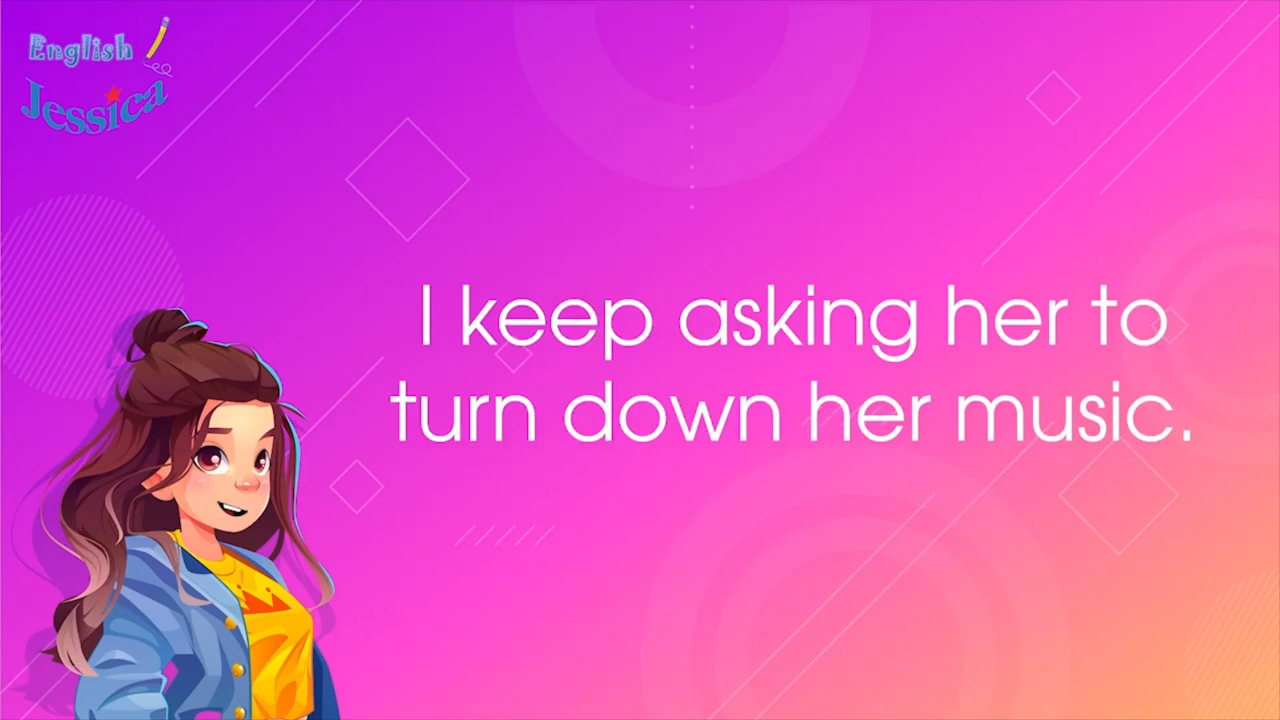 English
Jessica
I keep asking her to
turn down her music.